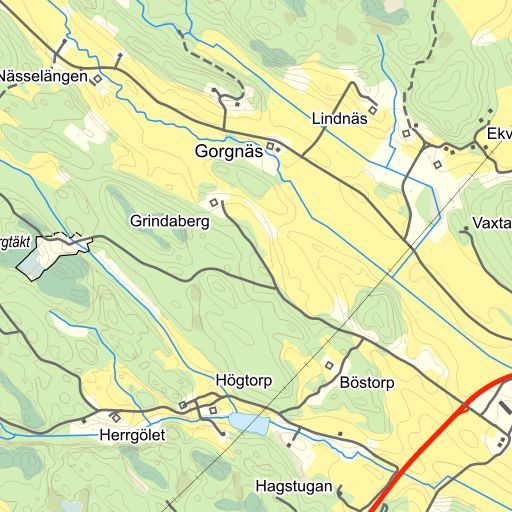 Nässelängen
Lindnäs
Ekv
Gorgnäs
Grindaberg
Vaxta
rgtäkt
Högtorp
Böstorp
Herrgölet
Hagstugan